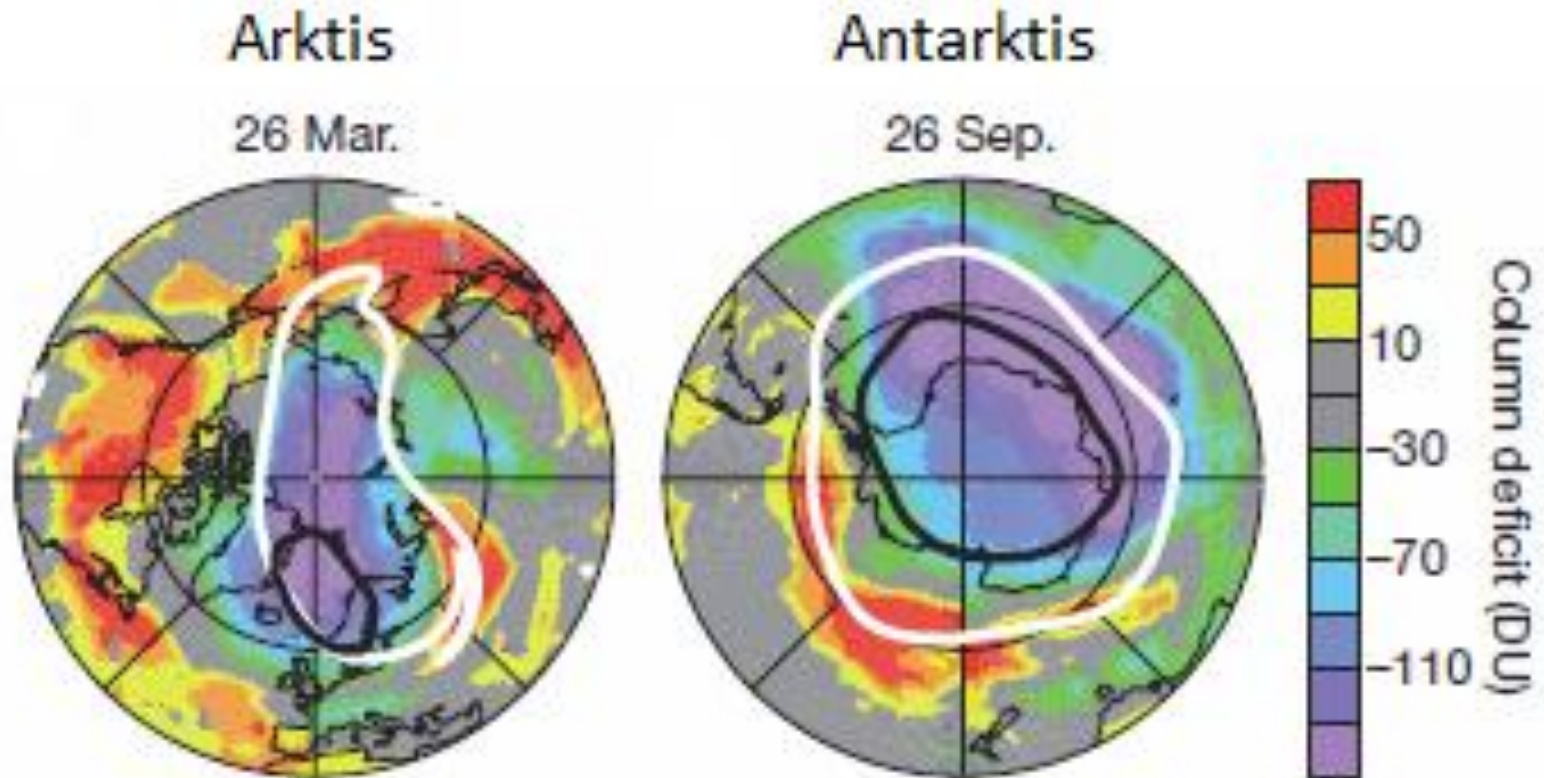 Arktis
Antarktis
26 Mar.
26 Sep.
50
10
−30
−70
−110
Column deficit (DU)